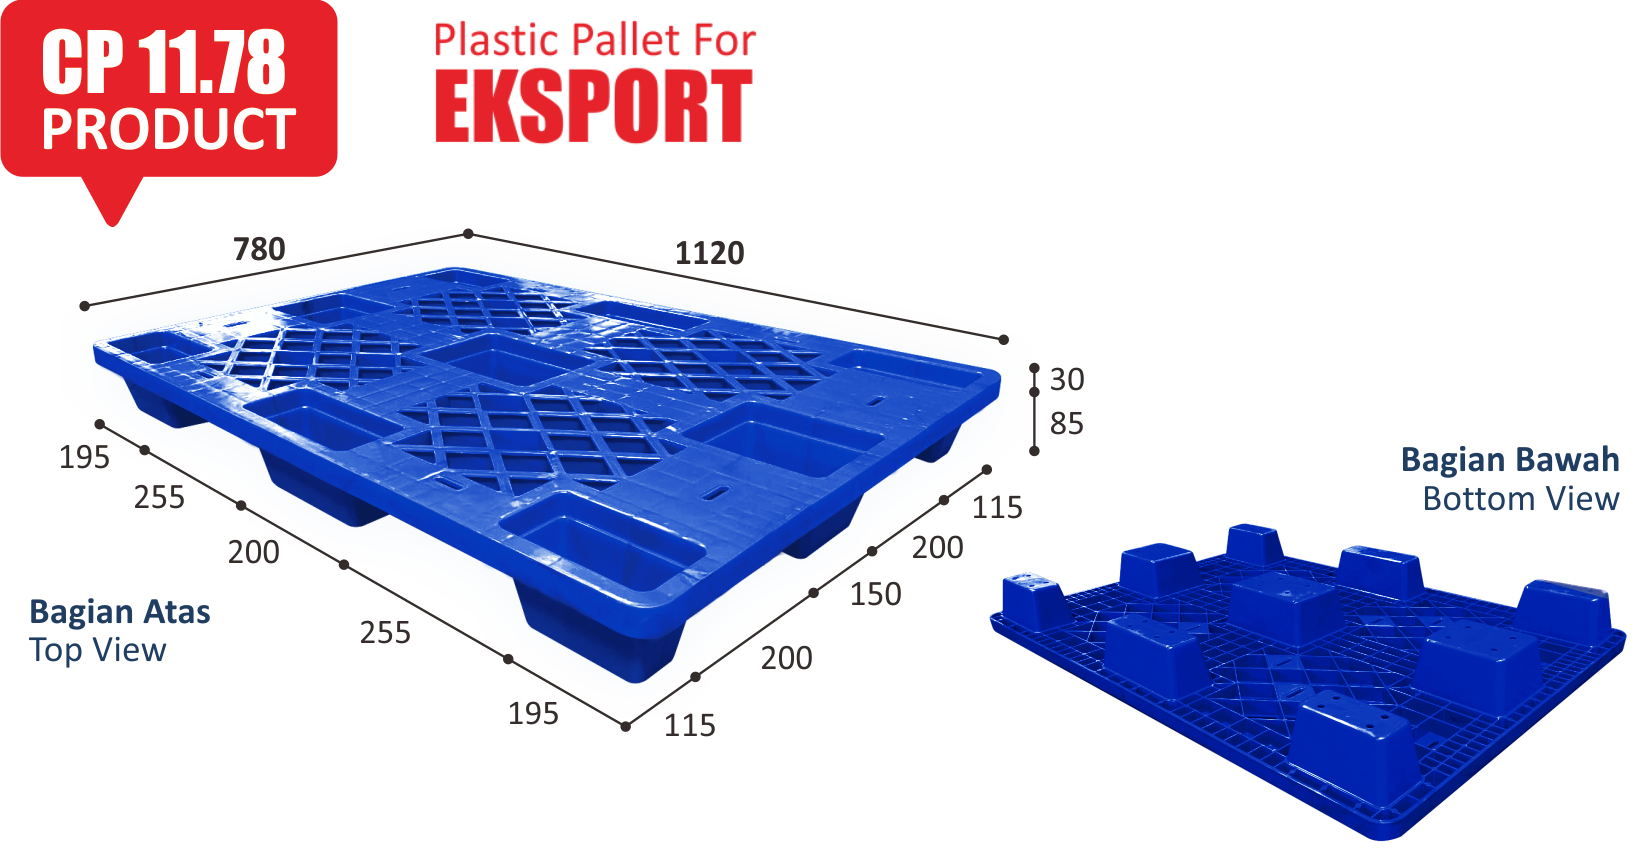 CP 11.78
PRODUCT
Plastic Pallet For
EKSPORT
780
1120
30
85
195
255
200
255
195
115
200
150
200
115
Bagian Atas
Top View
Bagian Bawah
Bottom View